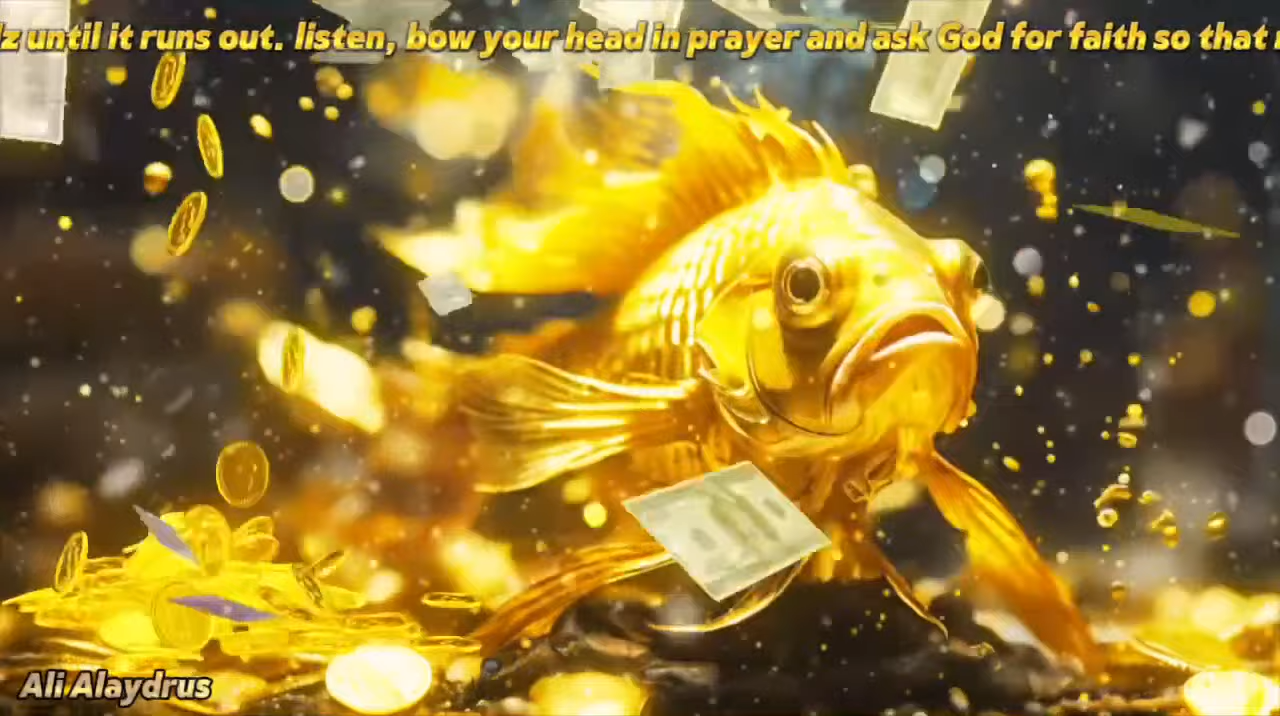 until it runs out. listen, bow your head in prayer and ask God for faith so that
Ali Alaydrus